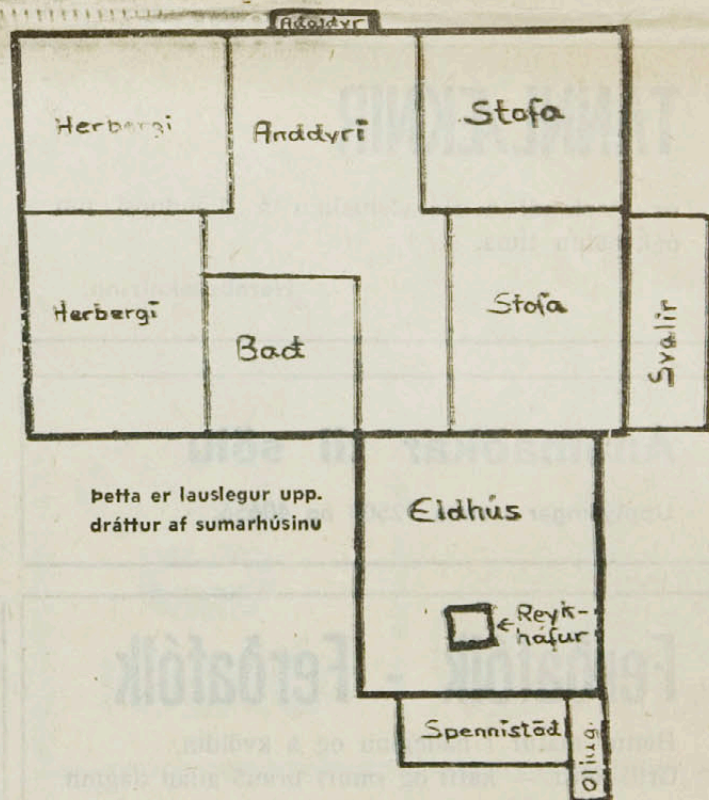 Aðaldyr
Herbergi
Anddyri
Stofa
Herbergi
Bað
Stofa
Svalir
Þetta er lauslegur upp.
dráttur af sumarhúsinu
Eldhús
Reyk-
háfur
Spennistöð